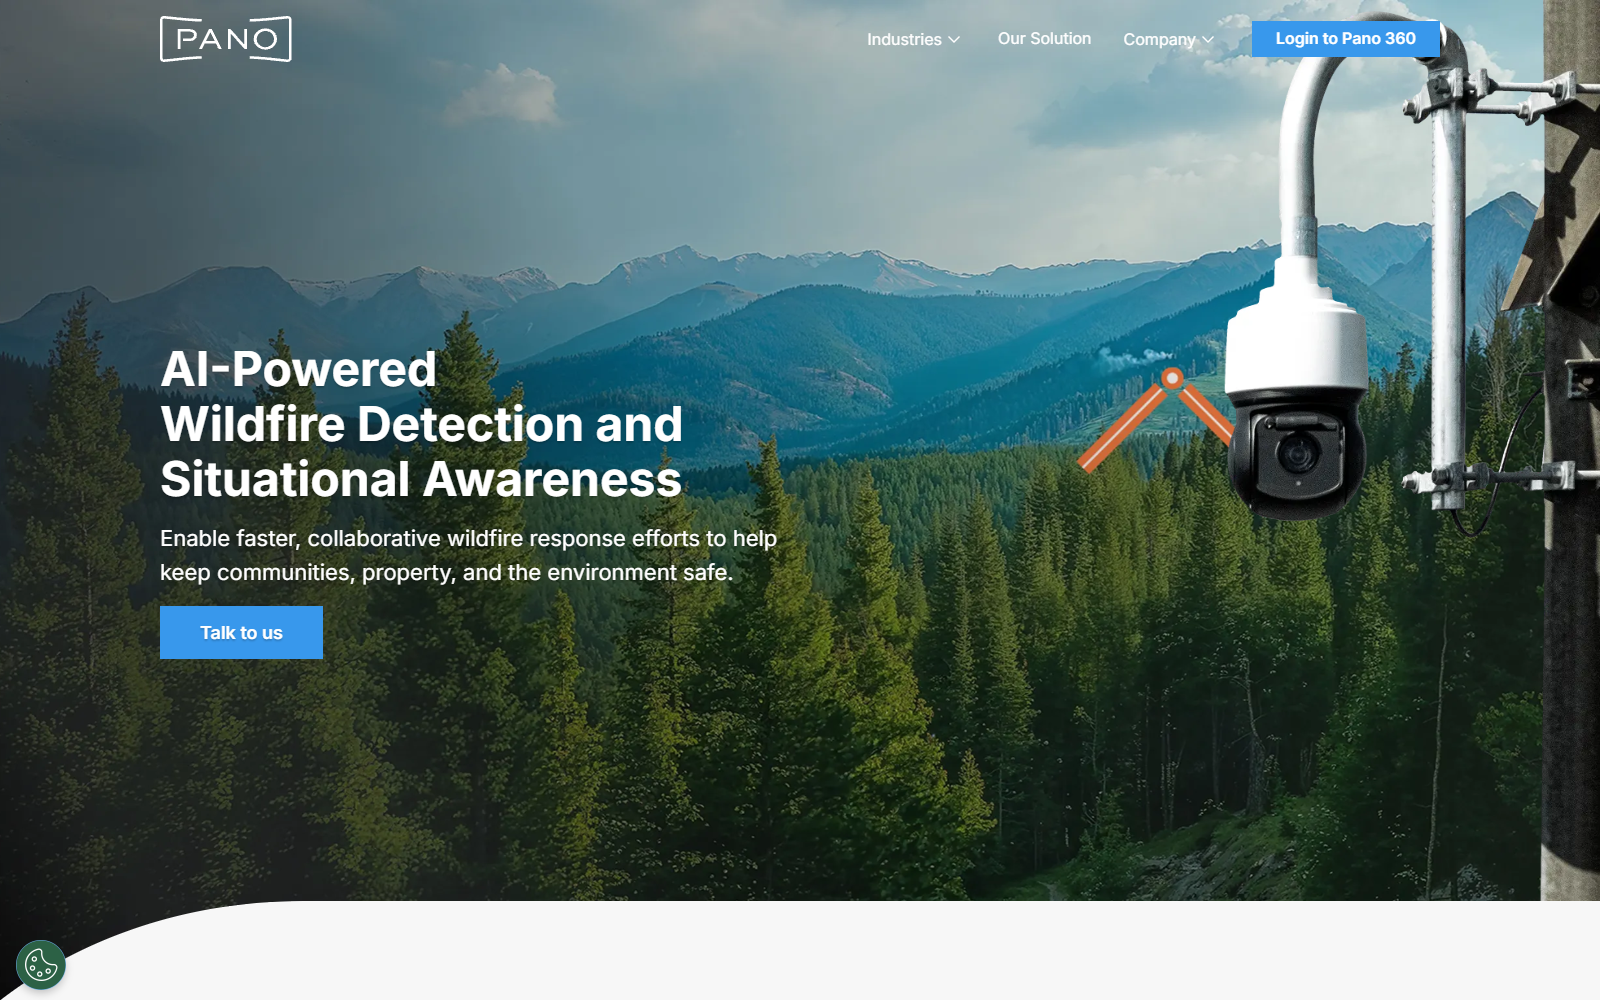 PANO
Industries
Our Solution
Company
Login to Pano 360
AI-Powered
Wildfire Detection and
Situational Awareness
Enable faster, collaborative wildfire response efforts to help
keep communities, property, and the environment safe.
Talk to us